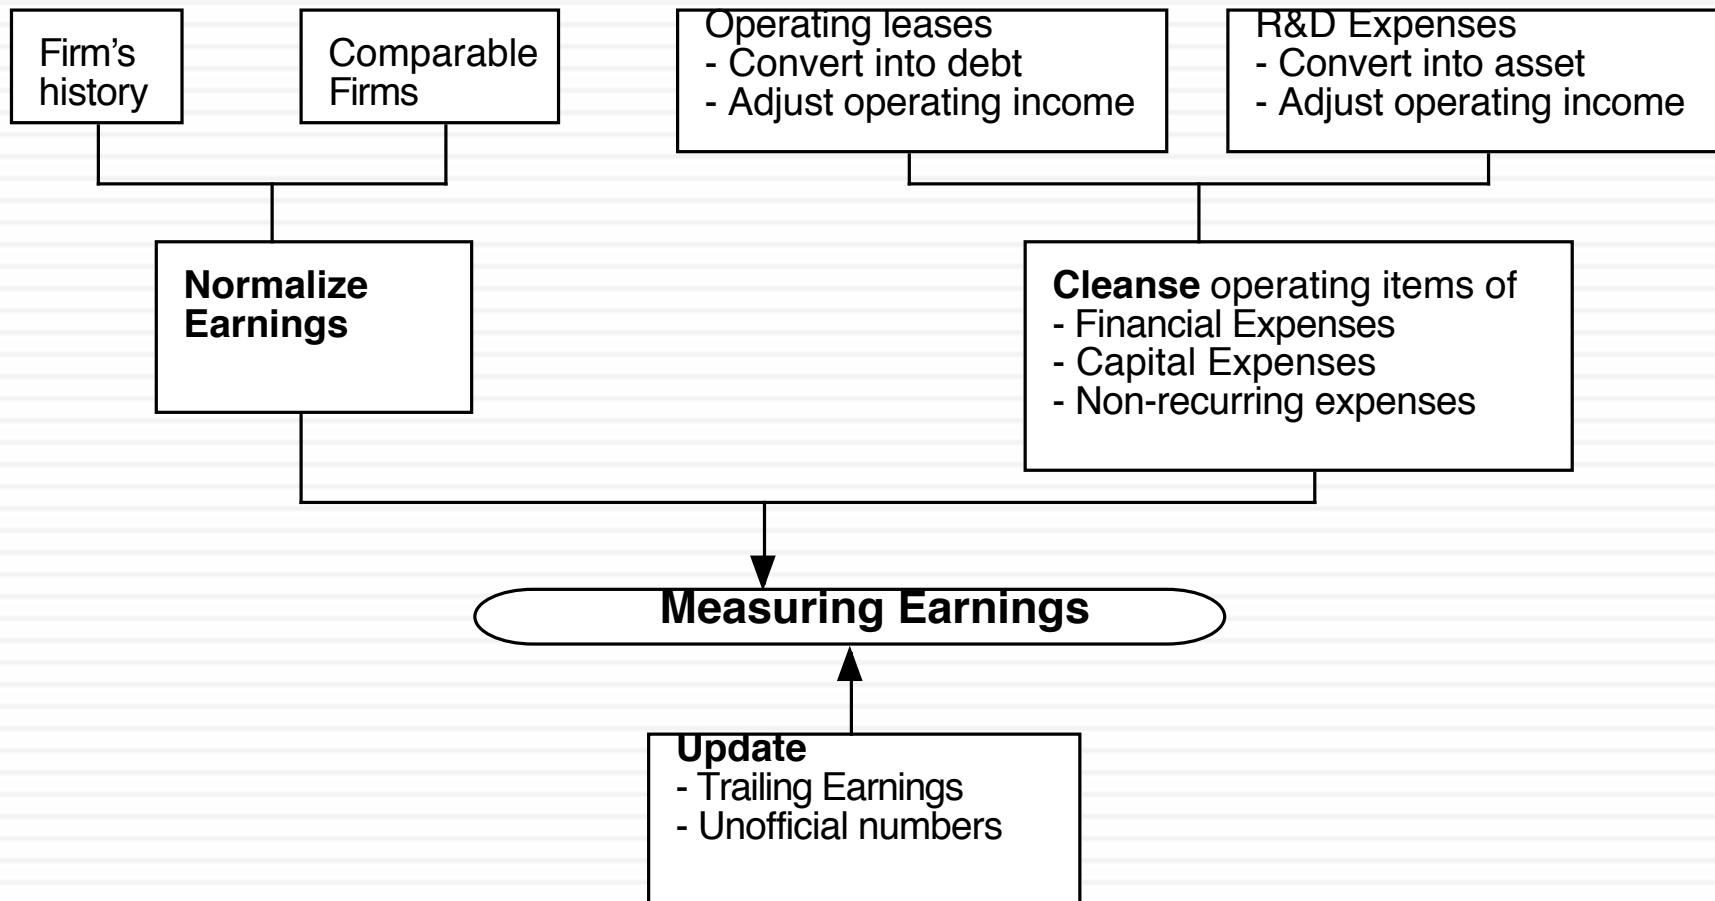 Firm's
history
Comparable
Firms
Operating leases
- Convert into debt
- Adjust operating income
R&D Expenses
- Convert into asset
- Adjust operating income
Normalize
Earnings
Cleanse operating items of
- Financial Expenses
- Capital Expenses
- Non-recurring expenses
Measuring Earnings
Update
- Trailing Earnings
- Unofficial numbers